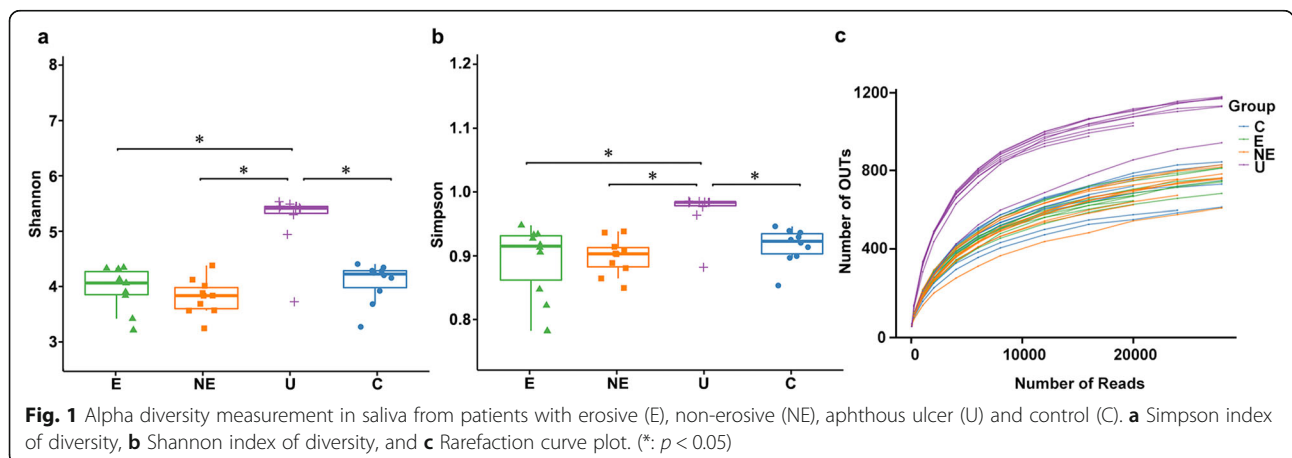 a
8
7
6
5
4
3
Shannon
*
*
*
E NE U C
b
1.2
1.1
1.0
0.9
0.8
Simpson
*
*
*
E NE U C
c
1200
800
400
0
Number of OUTs
0 10000 20000
Number of Reads
Group
C
E
NE
U
Fig. 1 Alpha diversity measurement in saliva from patients with erosive (E), non-erosive (NE), aphthous ulcer (U) and control (C). a Simpson index
of diversity, b Shannon index of diversity, and c Rarefaction curve plot. (*: p < 0.05)